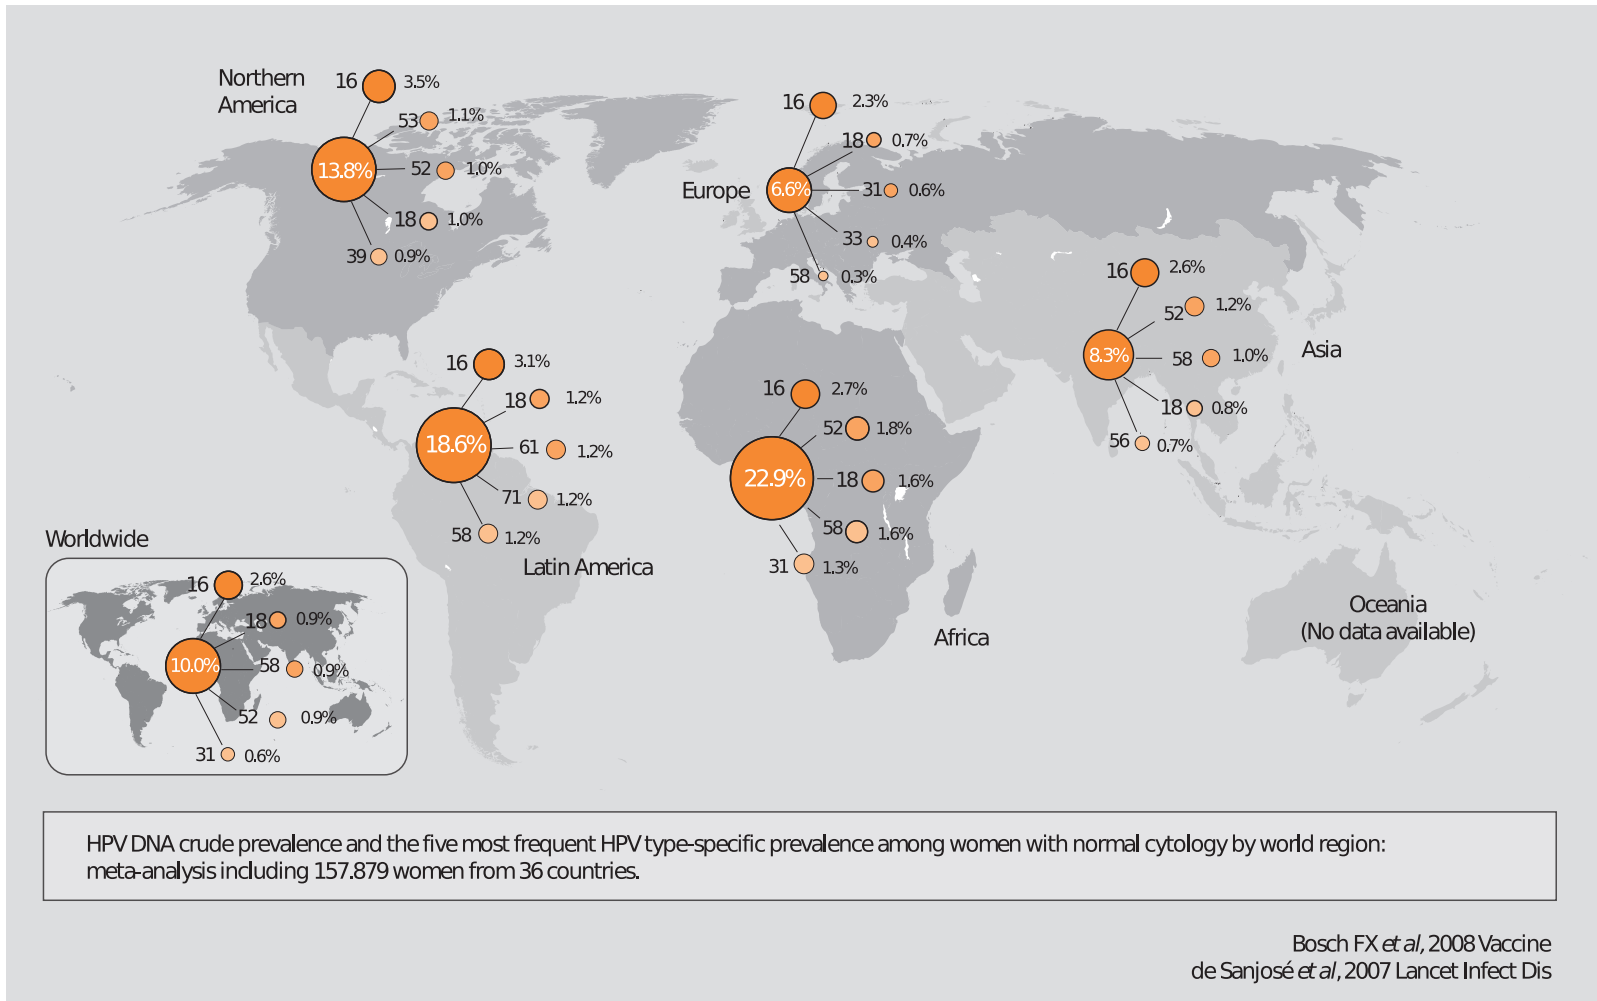 Northern
America
16 3.5%
53 1.1%
13.8%
52 1.0%
18 1.0%
39 0.9%
16 2.3%
18 0.7%
Europe
6.6%
31 0.6%
33 0.4%
58 0.3%
16 2.6%
52 1.2%
8.3%
58 1.0%
Asia
18 0.8%
56 0.7%
16 3.1%
18 1.2%
18.6%
61 1.2%
71 1.2%
58 1.2%
Latin America
16 2.7%
52 1.8%
22.9%
18 1.6%
58 1.6%
31 1.3%
Africa
Oceania
(No data available)
Worldwide
16 2.6%
18 0.9%
10.0%
58 0.9%
52 0.9%
31 0.6%
HPV DNA crude prevalence and the five most frequent HPV type-specific prevalence among women with normal cytology by world region:
meta-analysis including 157.879 women from 36 countries.
Bosch FX et al, 2008 Vaccine
de Sanjosé et al, 2007 Lancet Infect Dis